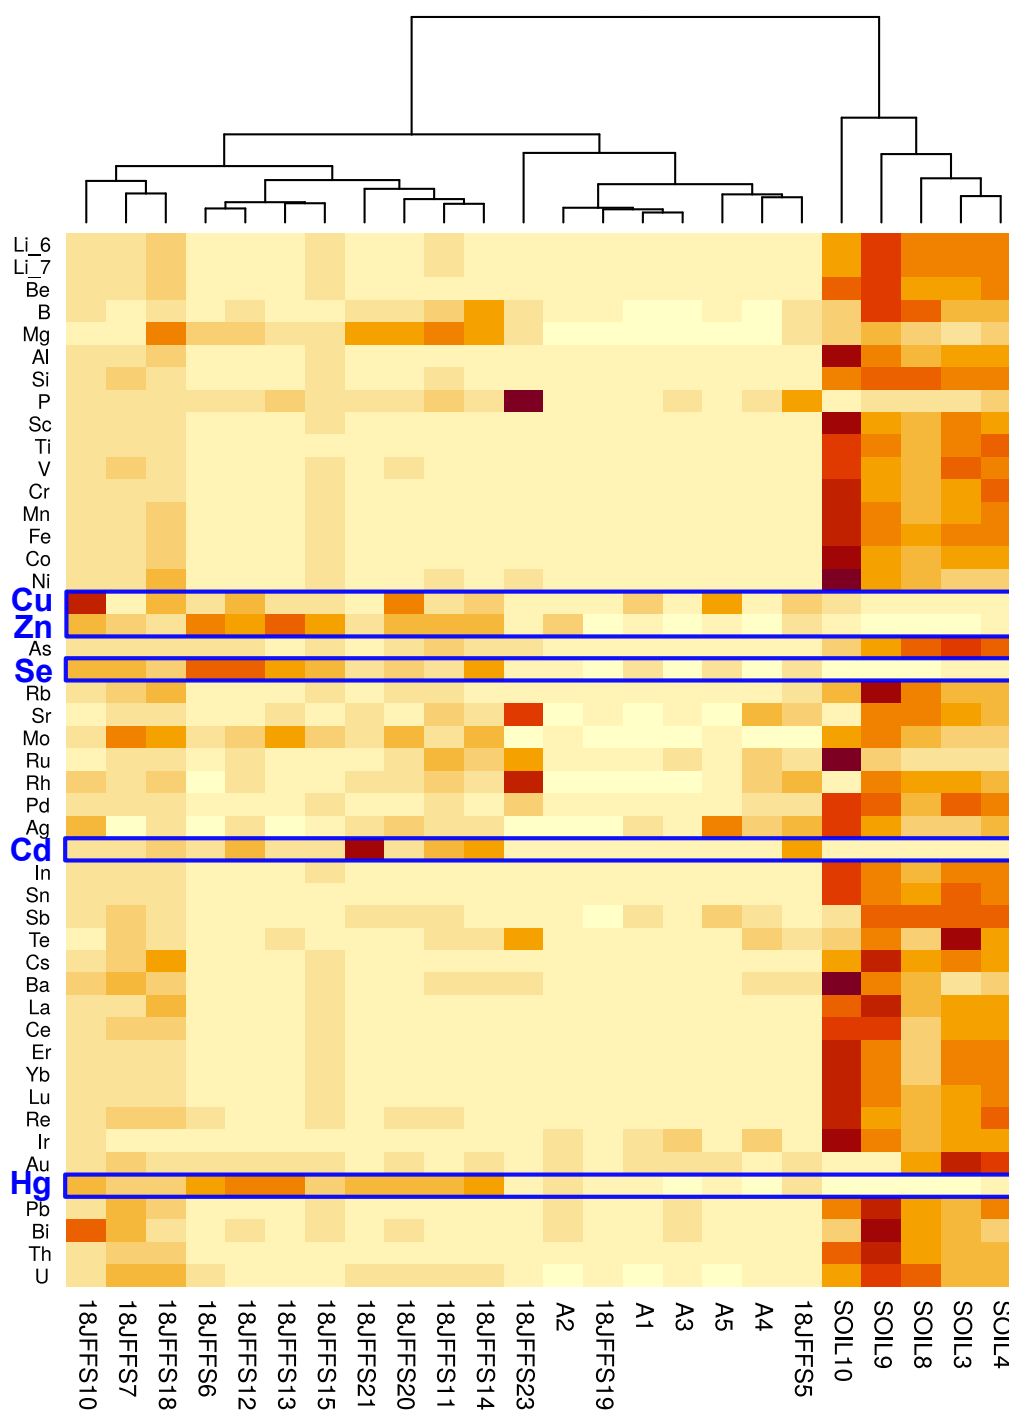 Li_6
Li_7
Be
B
Mg
Al
Si
P
Sc
Ti
V
Cr
Mn
Fe
Co
Ni
Cu
Zn
As
Se
Rb
Sr
Mo
Ru
Rh
Pd
Ag
Cd
In
Sn
Sb
Te
Cs
Ba
La
Ce
Er
Yb
Lu
Re
Ir
Au
Hg
Pb
Bi
Th
U
18JFFS10
18JFFS7
18JFFS18
18JFFS6
18JFFS12
18JFFS13
18JFFS15
18JFFS21
18JFFS20
18JFFS11
18JFFS14
18JFFS23
A2
18JFFS19
A1
A3
A5
A4
18JFFS5
SOIL10
SOIL9
SOIL8
SOIL3
SOIL4